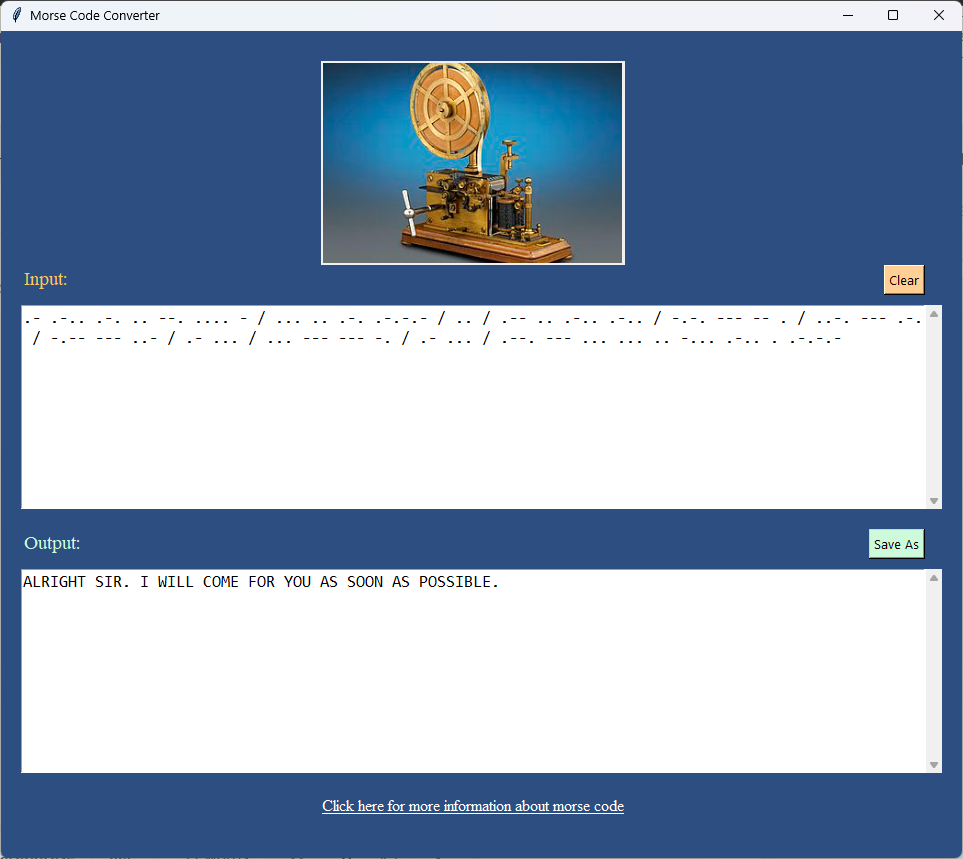 Morse Code Converter
Input:
Clear
.- .-.. .-. .. --. .... - / ... .. .-. .-.-.- / .. / .-- .. .-.. .-.. / -.-. --- -- . / ..-. --- .-.
/ -.-- --- ..- / .- ... / ... --- --- -. / .- ... / .--. --- ... ... .. -... .-.. . .-.-.-
Output:
Save As
ALRIGHT SIR. I WILL COME FOR YOU AS SOON AS POSSIBLE.
Click here for more information about morse code